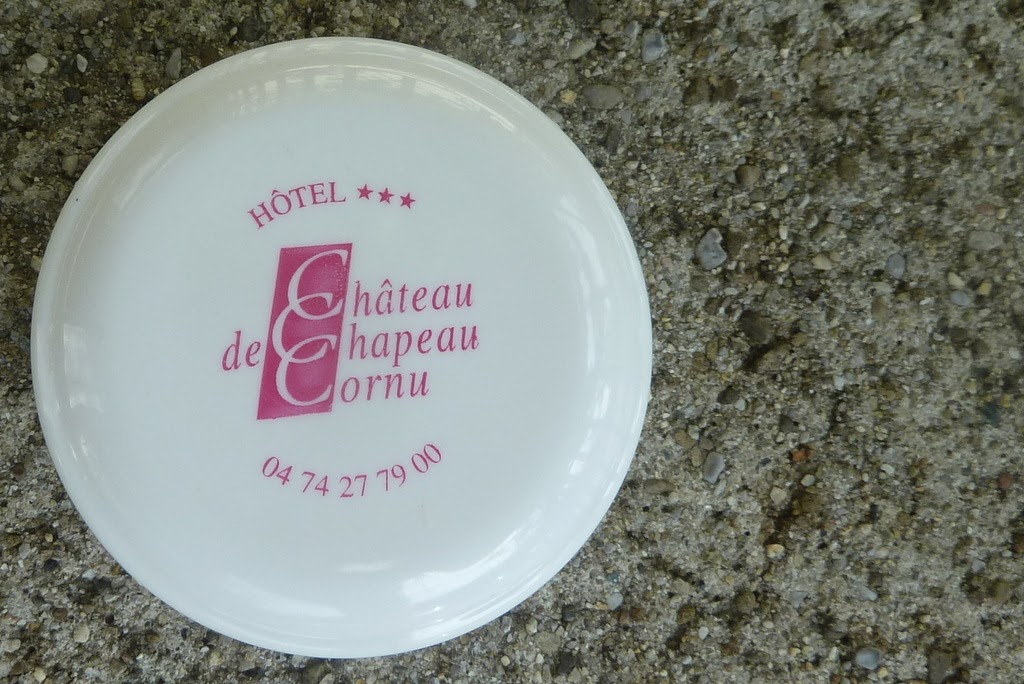 HÔTEL ★★★
Château
de Chapeau
Cornu
04 74 27 79 00